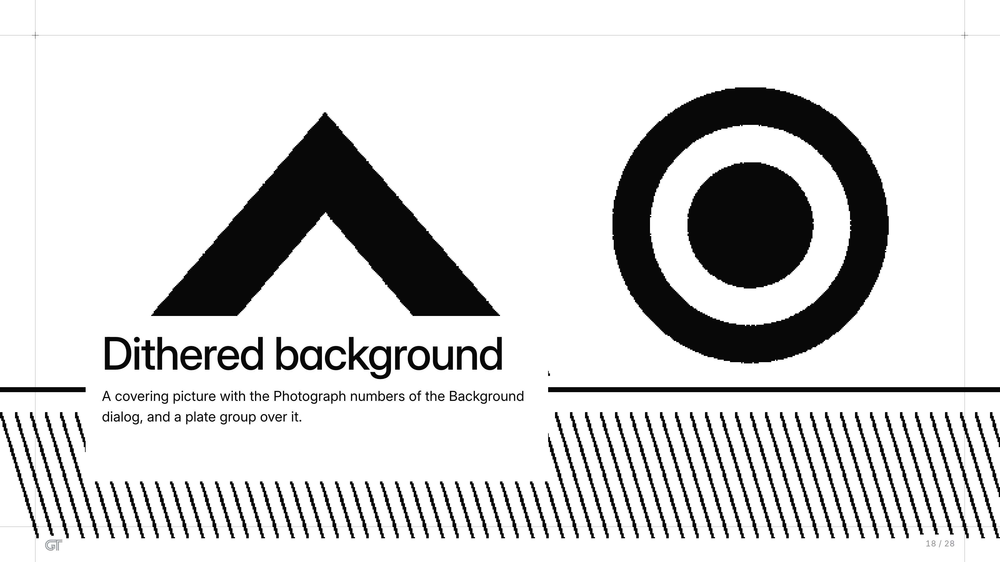 Dithered background
A covering picture with the Photograph numbers of the Background
dialog, and a plate group over it.
GT
18 / 28